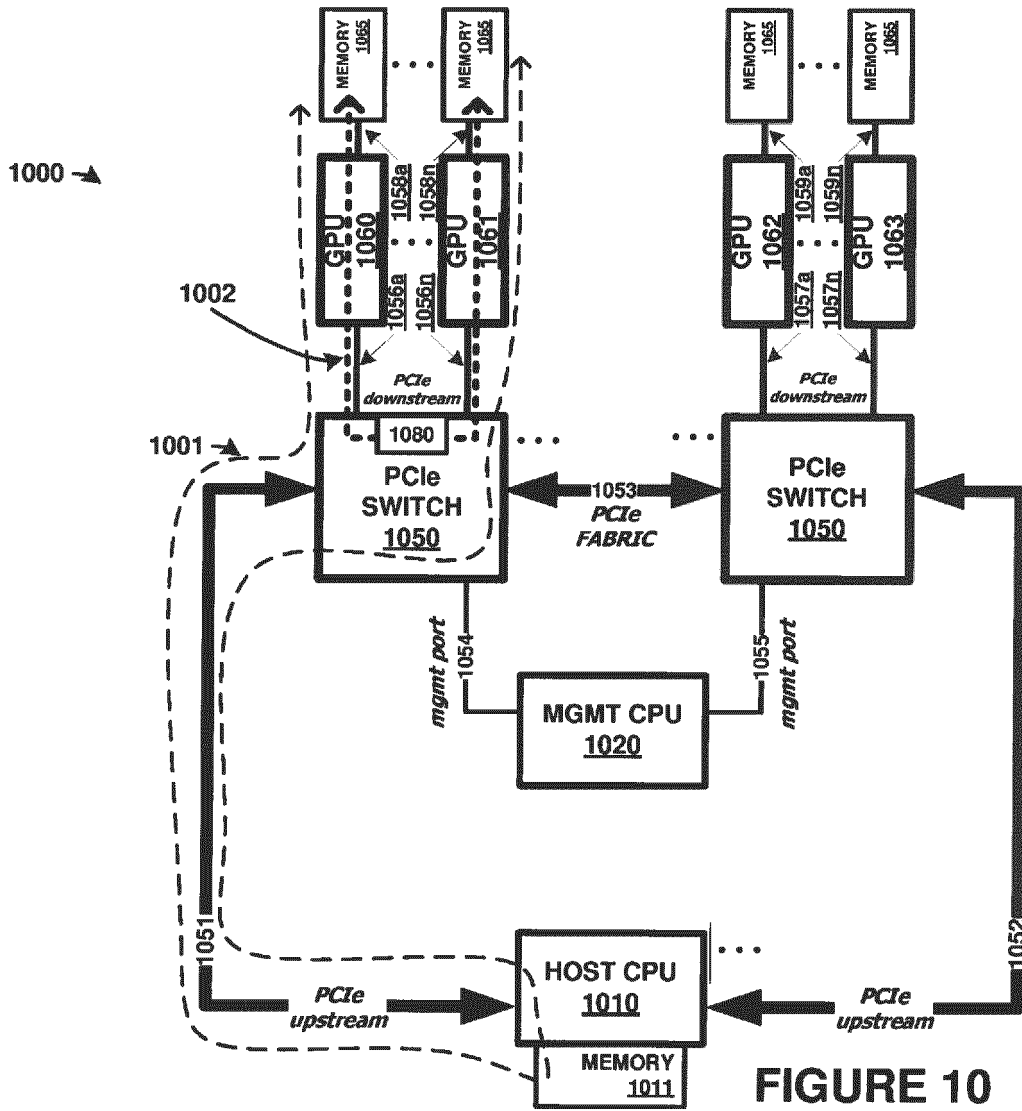 MEMORY
1065
MEMORY
1065
MEMORY
1065
MEMORY
1065
1000
1058a
1058n
1059a
1059n
GPU
1060
GPU
1061
GPU
1062
GPU
1063
1002
1056a
1056n
1057a
1057n
PCIe
downstream
PCIe
downstream
1001
1080
PCIe
SWITCH
1050
1053
PCIe
FABRIC
PCIe
SWITCH
1050
mgmt port
1054
1055
mgmt port
MGMT CPU
1020
1051
1052
HOST CPU
1010
PCIe
upstream
PCIe
upstream
MEMORY
1011
FIGURE 10